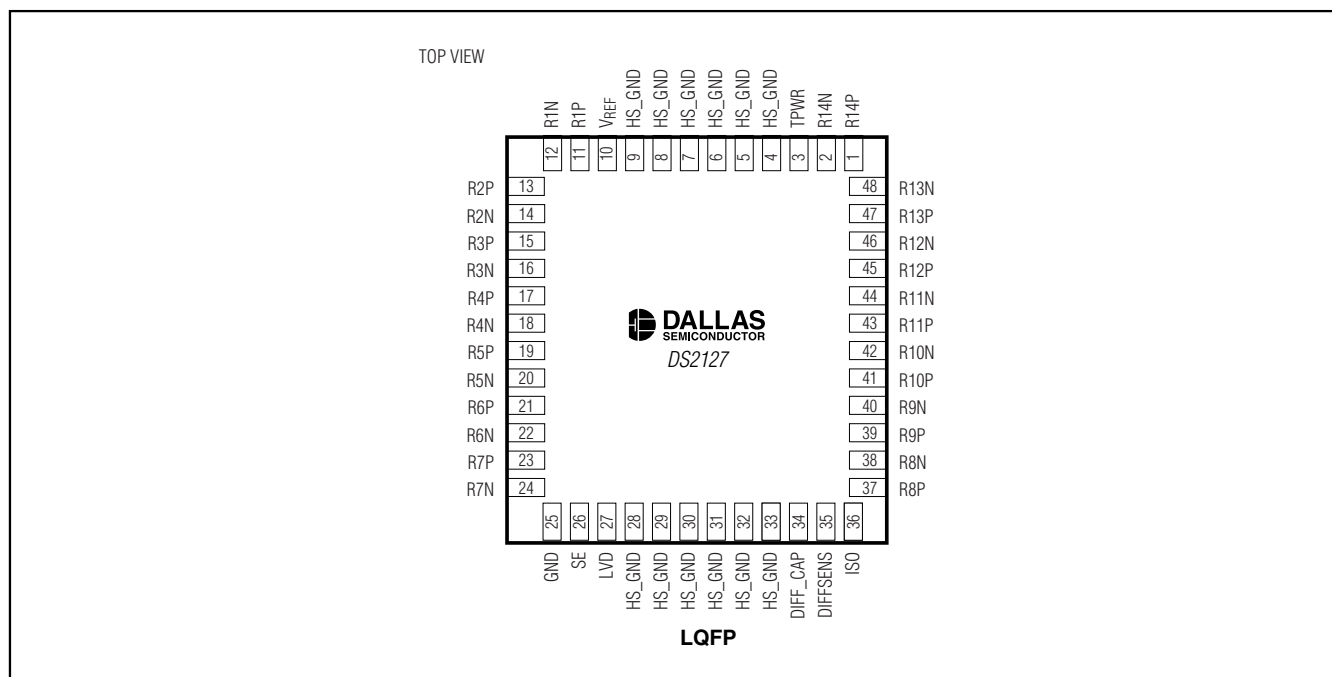 TOP VIEW
R1N
R1P
VREF
HS_GND
HS_GND
HS_GND
HS_GND
HS_GND
HS_GND
TPWR
R14N
R14P
12
11
10
9
8
7
6
5
4
3
2
1
R2P 13
R2N 14
R3P 15
R3N 16
R4P 17
R4N 18
R5P 19
R5N 20
R6P 21
R6N 22
R7P 23
R7N 24
DALLAS
SEMICONDUCTOR
DS2127
48 R13N
47 R13P
46 R12N
45 R12P
44 R11N
43 R11P
42 R10N
41 R10P
40 R9N
39 R9P
38 R8N
37 R8P
25
26
27
28
29
30
31
32
33
34
35
36
GND
SE
LVD
HS_GND
HS_GND
HS_GND
HS_GND
HS_GND
HS_GND
DIFF_CAP
DIFFSENS
ISO
LQFP